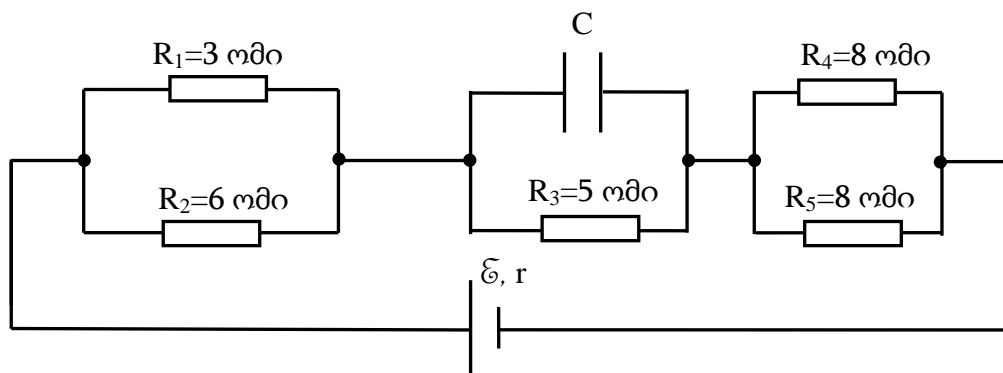 C
R₁=3 ომი
R₄=8 ომი
R₂=6 ომი
R₃=5 ომი
R₅=8 ომი
ℰ, r